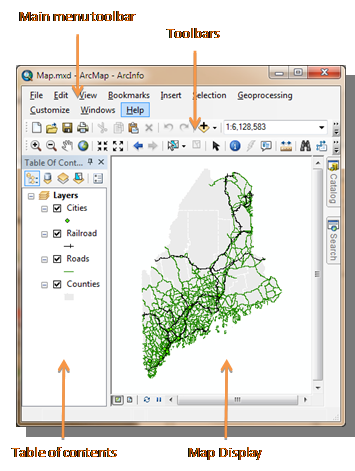 Main menu toolbar
Toolbars
Map.mxd - ArcMap - ArcInfo
File Edit View Bookmarks Insert Selection Geoprocessing
Customize Windows Help
1:6,128,583
Table Of Cont...
Layers
Cities
Railroad
Roads
Counties
Catalog
Search
Table of contents
Map Display